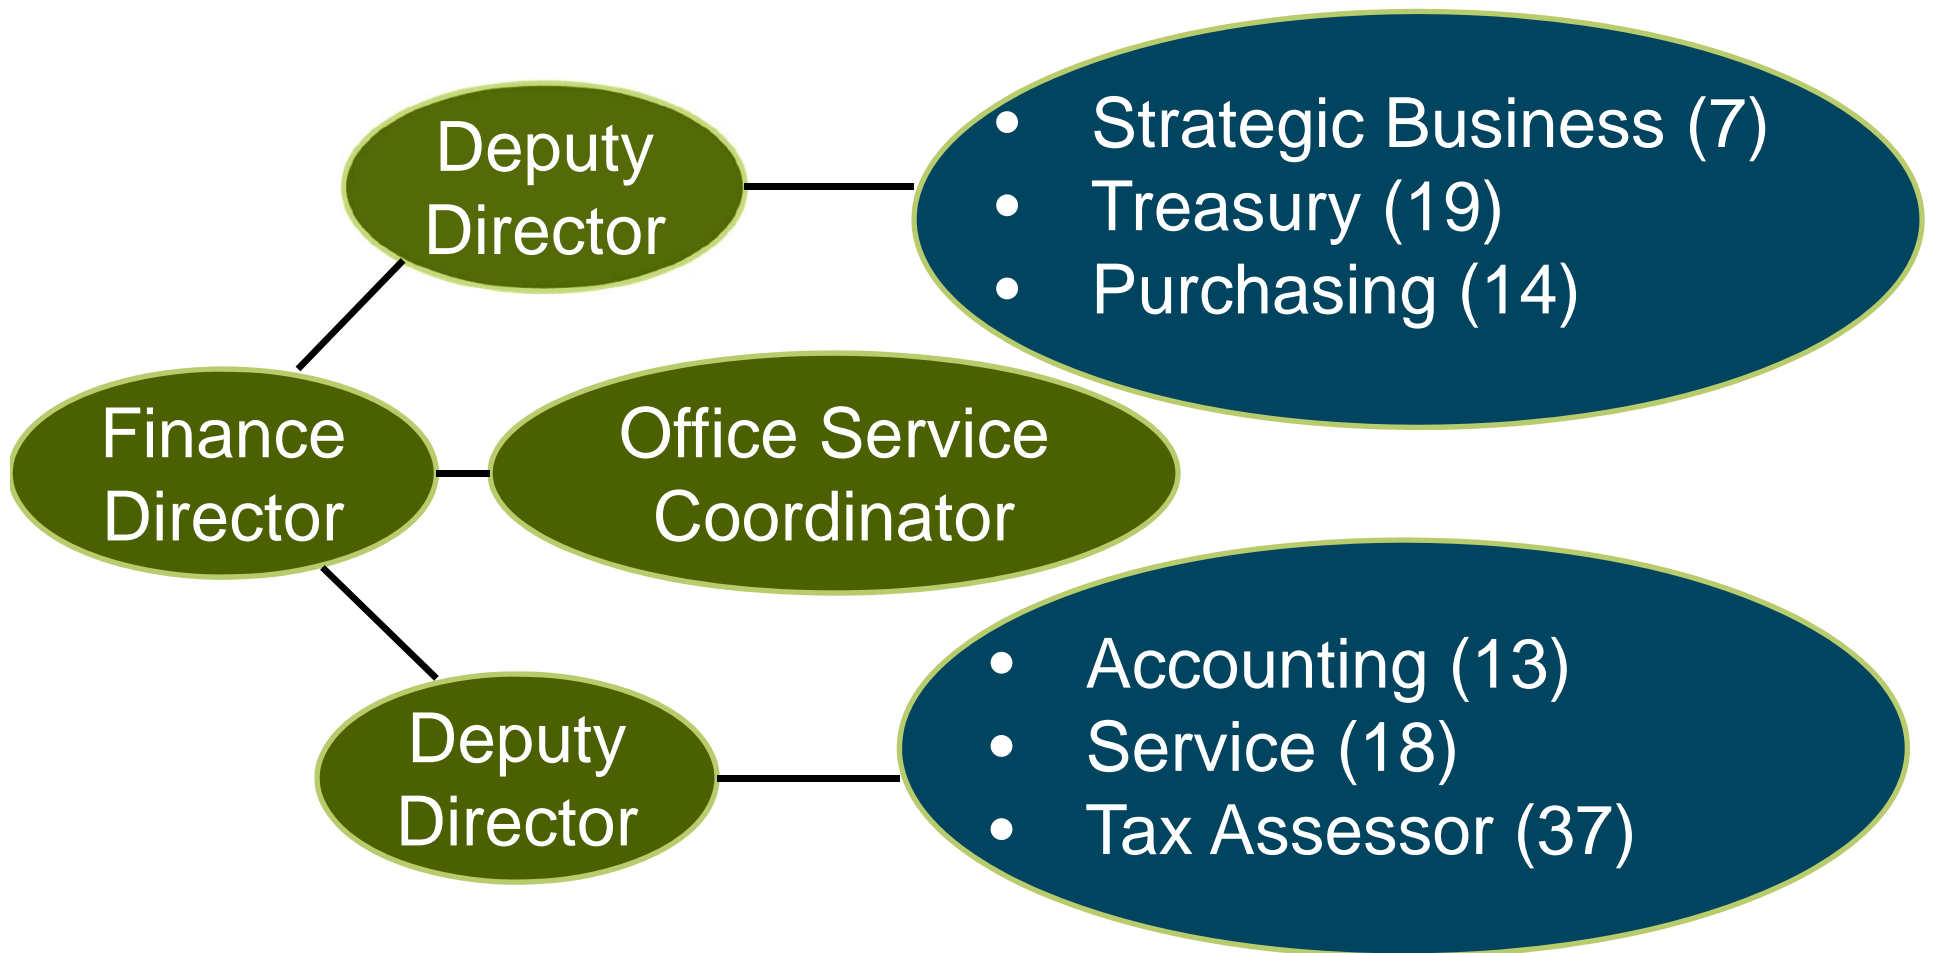 Deputy
Director
• Strategic Business (7)
• Treasury (19)
• Purchasing (14)
Finance
Director
Office Service
Coordinator
Deputy
Director
• Accounting (13)
• Service (18)
• Tax Assessor (37)